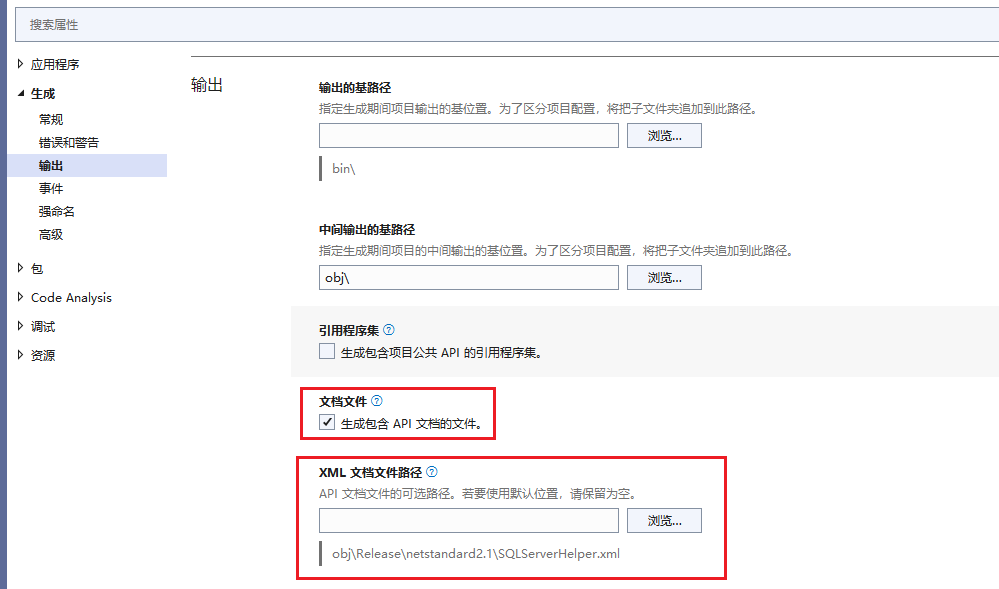 搜索属性
应用程序
生成
常规
错误和警告
输出
事件
强命名
高级
包
Code Analysis
调试
资源
输出
输出的基路径
指定生成期间项目输出的基位置。为了区分项目配置，将把子文件夹追加到此路径。
浏览...
bin\
中间输出的基路径
指定生成期间项目的中间输出的基位置。为了区分项目配置，将把子文件夹追加到此路径。
obj\
浏览...
引用程序集
生成包含项目公共 API 的引用程序集。
文档文件
生成包含 API 文档的文件。
XML 文档文件路径
API 文档文件的可选路径。若要使用默认位置，请保留为空。
浏览...
obj\Release\netstandard2.1\SQLServerHelper.xml